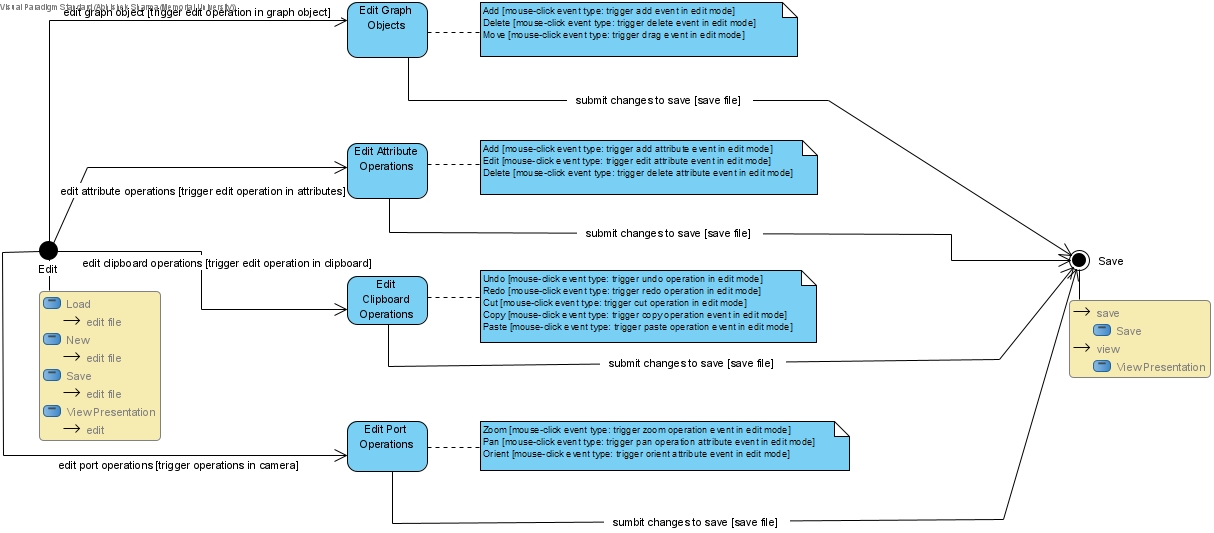 Visual Paradigm Standard (Abhishek Sharma(Memorial University))
edit graph object [trigger edit operation in graph object]
Edit Graph
Objects
Add [mouse-click event type: trigger add event in edit mode]
Delete [mouse-click event type: trigger delete event in edit mode]
Move [mouse-click event type: trigger drag event in edit mode]
submit changes to save [save file]
Edit Attribute
Operations
Add [mouse-click event type: trigger add attribute event in edit mode]
Edit [mouse-click event type: trigger edit attribute event in edit mode]
Delete [mouse-click event type: trigger delete attribute event in edit mode]
edit attribute operations [trigger edit operation in attributes]
submit changes to save [save file]
Edit
edit clipboard operations [trigger edit operation in clipboard]
Save
Edit
Clipboard
Operations
Undo [mouse-click event type: trigger undo operation in edit mode]
Redo [mouse-click event type: trigger redo operation in edit mode]
Cut [mouse-click event type: trigger cut operation in edit mode]
Copy [mouse-click event type: trigger copy operation event in edit mode]
Paste [mouse-click event type: trigger paste operation event in edit mode]
Load
edit file
New
edit file
Save
edit file
ViewPresentation
edit
save
Save
view
ViewPresentation
submit changes to save [save file]
Edit Port
Operations
Zoom [mouse-click event type: trigger zoom operation event in edit mode]
Pan [mouse-click event type: trigger pan operation attribute event in edit mode]
Orient [mouse-click event type: trigger orient attribute event in edit mode]
edit port operations [trigger operations in camera]
sumbit changes to save [save file]